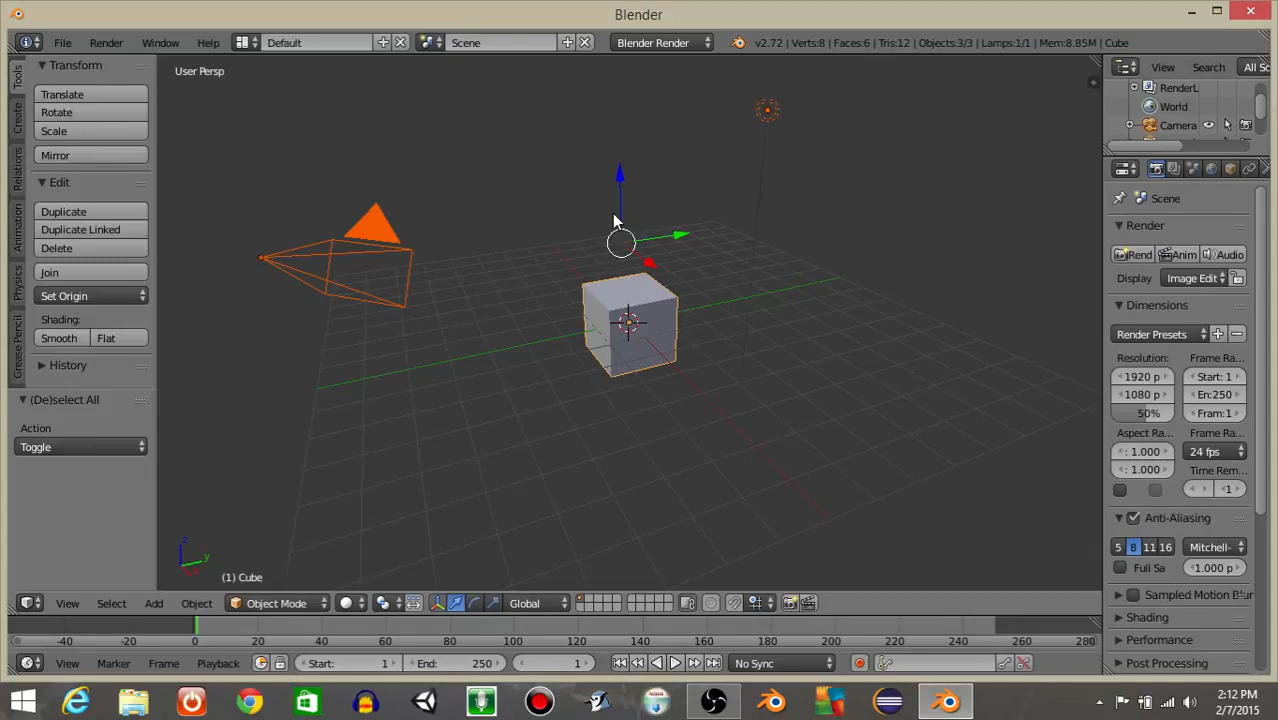 Blender
File Render Window Help Default Scene Blender Render v2.72 | Verts:8 | Faces:6 | Tris:12 | Objects:3/3 | Lamps:1/1 | Mem:8.85M | Cube
Tools
Create
Relations
Animation
Physics
Grease Pencil
Transform
Translate
Rotate
Scale
Mirror
Edit
Duplicate
Duplicate Linked
Delete
Join
Set Origin
Shading:
Smooth Flat
History
(De)select All
Action
Toggle
User Persp
z
y
(1) Cube
View Search All Sc
RenderL
World
Camera
Scene
Render
Rend Anim Audio
Display Image Edit
Dimensions
Render Presets
Resolution: Frame Ra...
1920 p Start: 1
1080 p En:250
50% Fram:1
Aspect Ra... Frame Ra...
: 1.000 24 fps
: 1.000 Time Rem...
1
Anti-Aliasing
5 8 11 16 Mitchell-
Full Sa 1.000 p
Sampled Motion Blur
Shading
Performance
Post Processing
View Select Add Object Object Mode Global
-40 -20 0 20 40 60 80 100 120 140 160 180 200 220 240 260 280
View Marker Frame Playback Start: 1 End: 250 1 No Sync
2:12 PM
2/7/2015